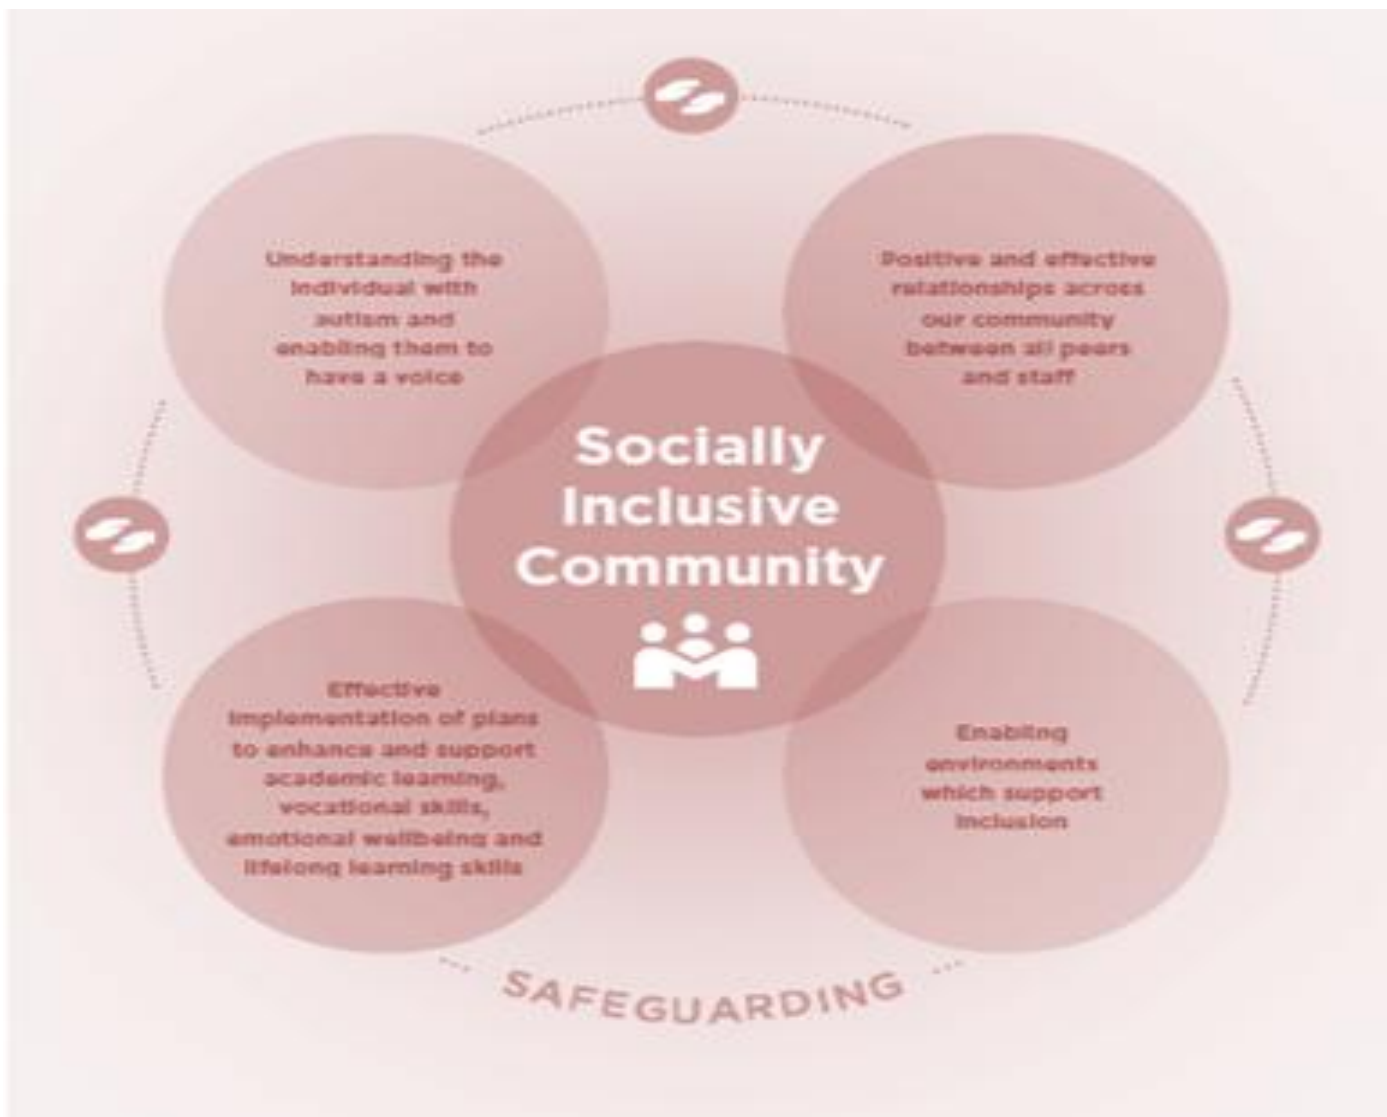 Understanding the
individual with
autism and
enabling them to
have a voice
Positive and effective
relationships across
our community
between all peers
and staff
Socially
Inclusive
Community
Effective
implementation of plans
to enhance and support
academic learning,
vocational skills,
emotional wellbeing and
lifelong learning skills
Enabling
environments
which support
inclusion
SAFEGUARDING